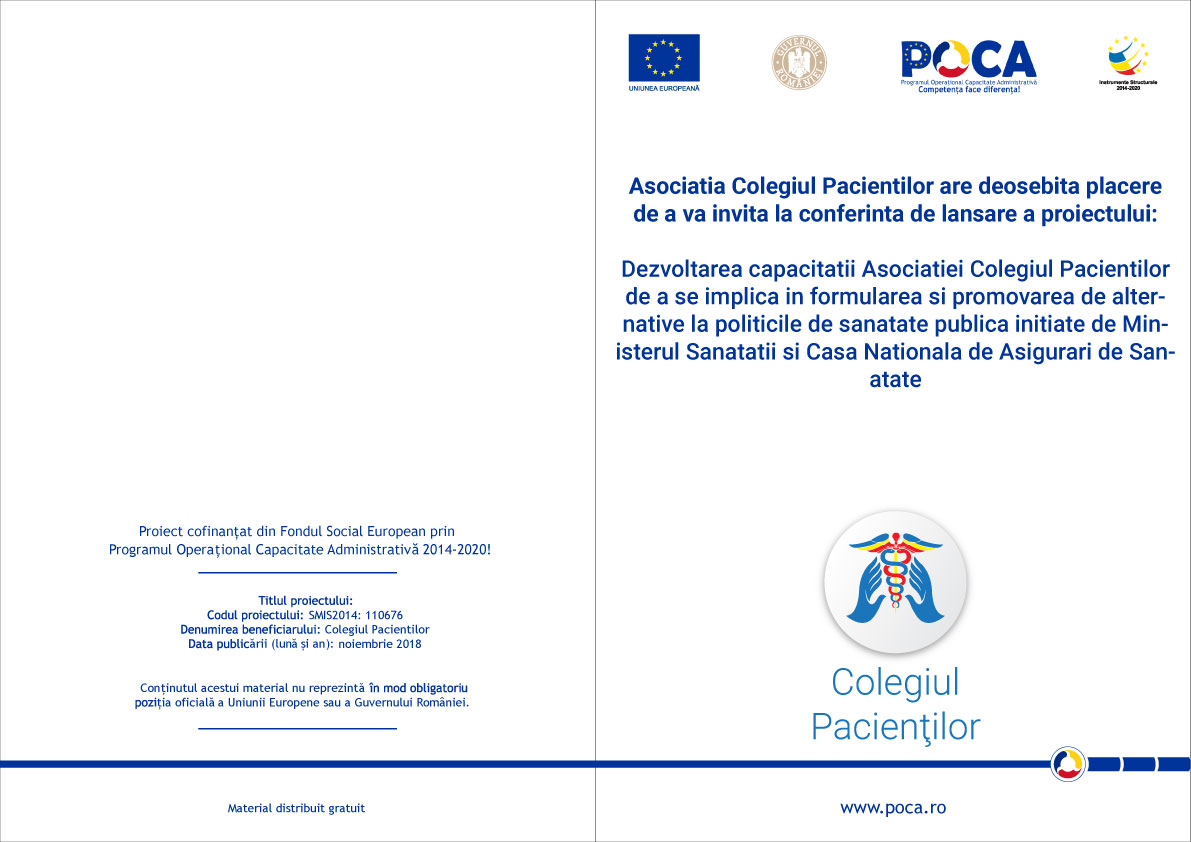 UNIUNEA EUROPEANĂ
GUVERNUL ROMÂNIEI
POCA
Programul Operațional Capacitate Administrativă
Competența face diferența!
Instrumente Structurale
2014-2020
Asociatia Colegiul Pacientilor are deosebita placere
de a va invita la conferinta de lansare a proiectului:
Dezvoltarea capacitatii Asociatiei Colegiul Pacientilor
de a se implica in formularea si promovarea de alter-
native la politicile de sanatate publica initiate de Min-
isterul Sanatatii si Casa Nationala de Asigurari de San-
atate
Colegiul
Pacienţilor
www.poca.ro
Proiect cofinanțat din Fondul Social European prin
Programul Operațional Capacitate Administrativă 2014-2020!
Titlul proiectului:
Codul proiectului: SMIS2014: 110676
Denumirea beneficiarului: Colegiul Pacientilor
Data publicării (lună și an): noiembrie 2018
Conținutul acestui material nu reprezintă în mod obligatoriu
poziția oficială a Uniunii Europene sau a Guvernului României.
Material distribuit gratuit